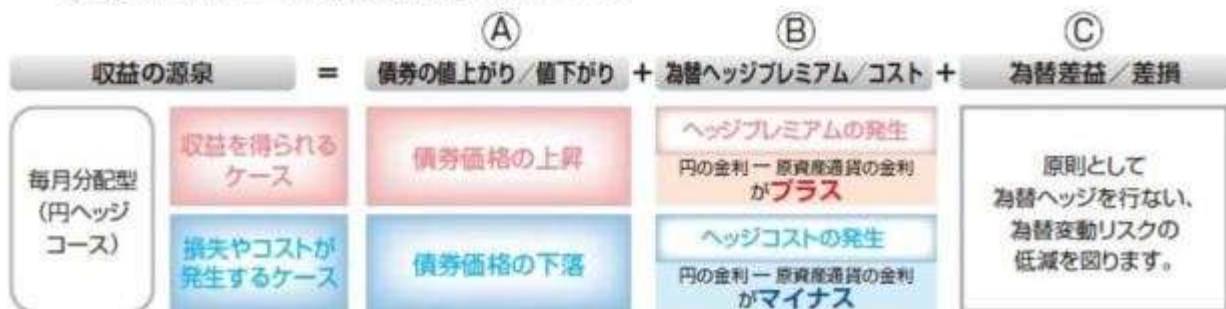 Ⓐ Ⓑ Ⓒ
収益の源泉 = 債券の値上がり／値下がり + 為替ヘッジプレミアム／コスト + 為替差益／差損
毎月分配型
(円ヘッジ
コース)
収益を得られる
ケース
債券価格の上昇
ヘッジプレミアムの発生
円の金利 ー 原資産通貨の金利
がプラス
損失やコストが
発生するケース
債券価格の下落
ヘッジコストの発生
円の金利 ー 原資産通貨の金利
がマイナス
原則として
為替ヘッジを行ない、
為替変動リスクの
低減を図ります。